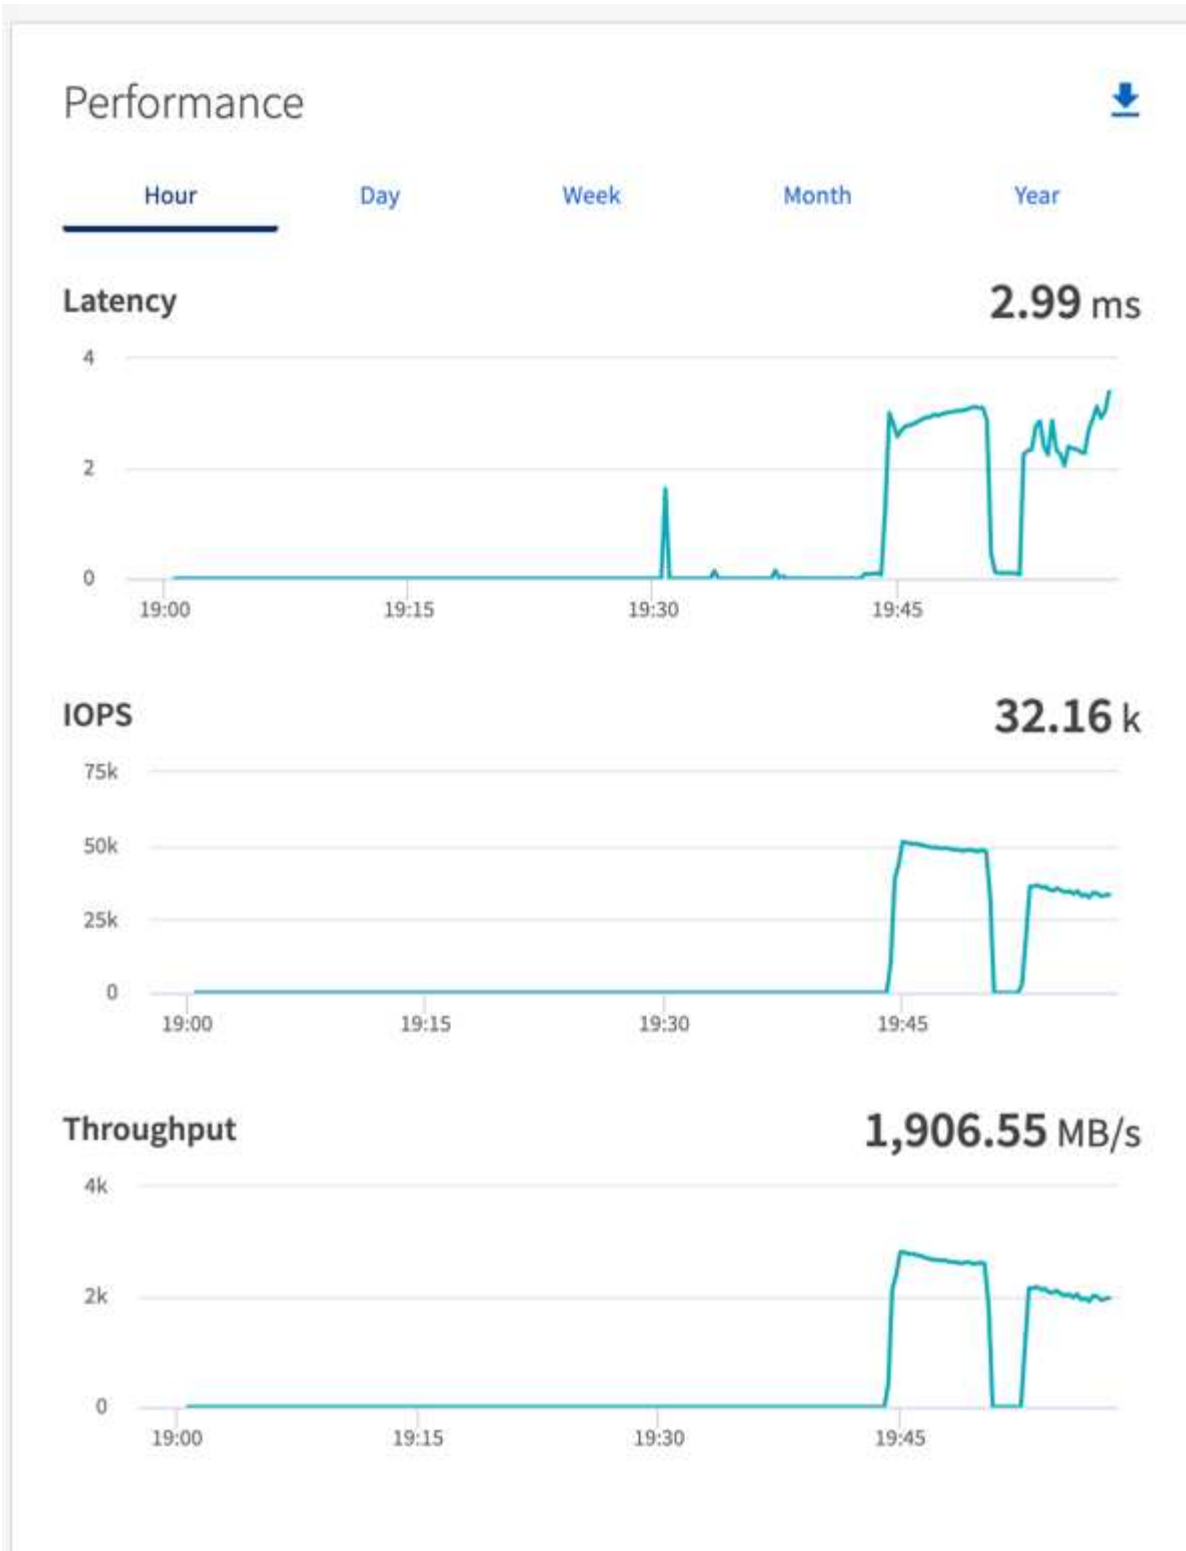 Performance
Hour Day Week Month Year
Latency 2.99 ms
4
2
0
19:00 19:15 19:30 19:45
IOPS 32.16 k
75k
50k
25k
0
19:00 19:15 19:30 19:45
Throughput 1,906.55 MB/s
4k
2k
0
19:00 19:15 19:30 19:45